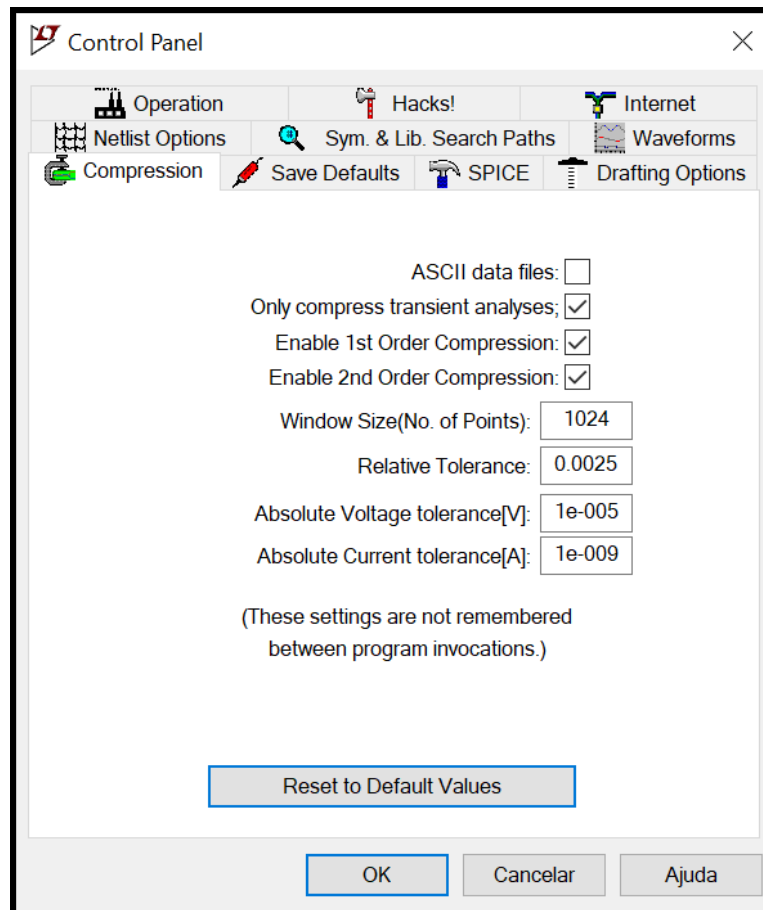 Control Panel
Operation Hacks! Internet
Netlist Options Sym. & Lib. Search Paths Waveforms
Compression Save Defaults SPICE Drafting Options
ASCII data files:
Only compress transient analyses;
Enable 1st Order Compression:
Enable 2nd Order Compression:
Window Size(No. of Points): 1024
Relative Tolerance: 0.0025
Absolute Voltage tolerance[V]: 1e-005
Absolute Current tolerance[A]: 1e-009
(These settings are not remembered
between program invocations.)
Reset to Default Values
OK Cancelar Ajuda